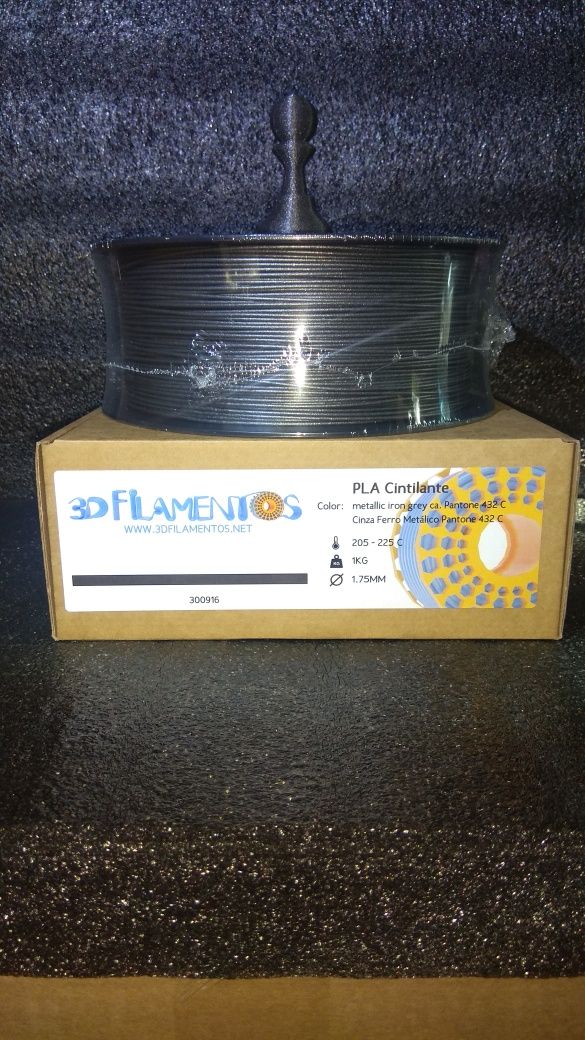 3D FILAMENTOS
WWW.3DFILAMENTOS.NET
300916
PLA Cintilante
Color: metallic iron grey ca. Pantone 432 C
Cinza Ferro Metálico Pantone 432 C
205 - 225 C
KG 1KG
1.75MM